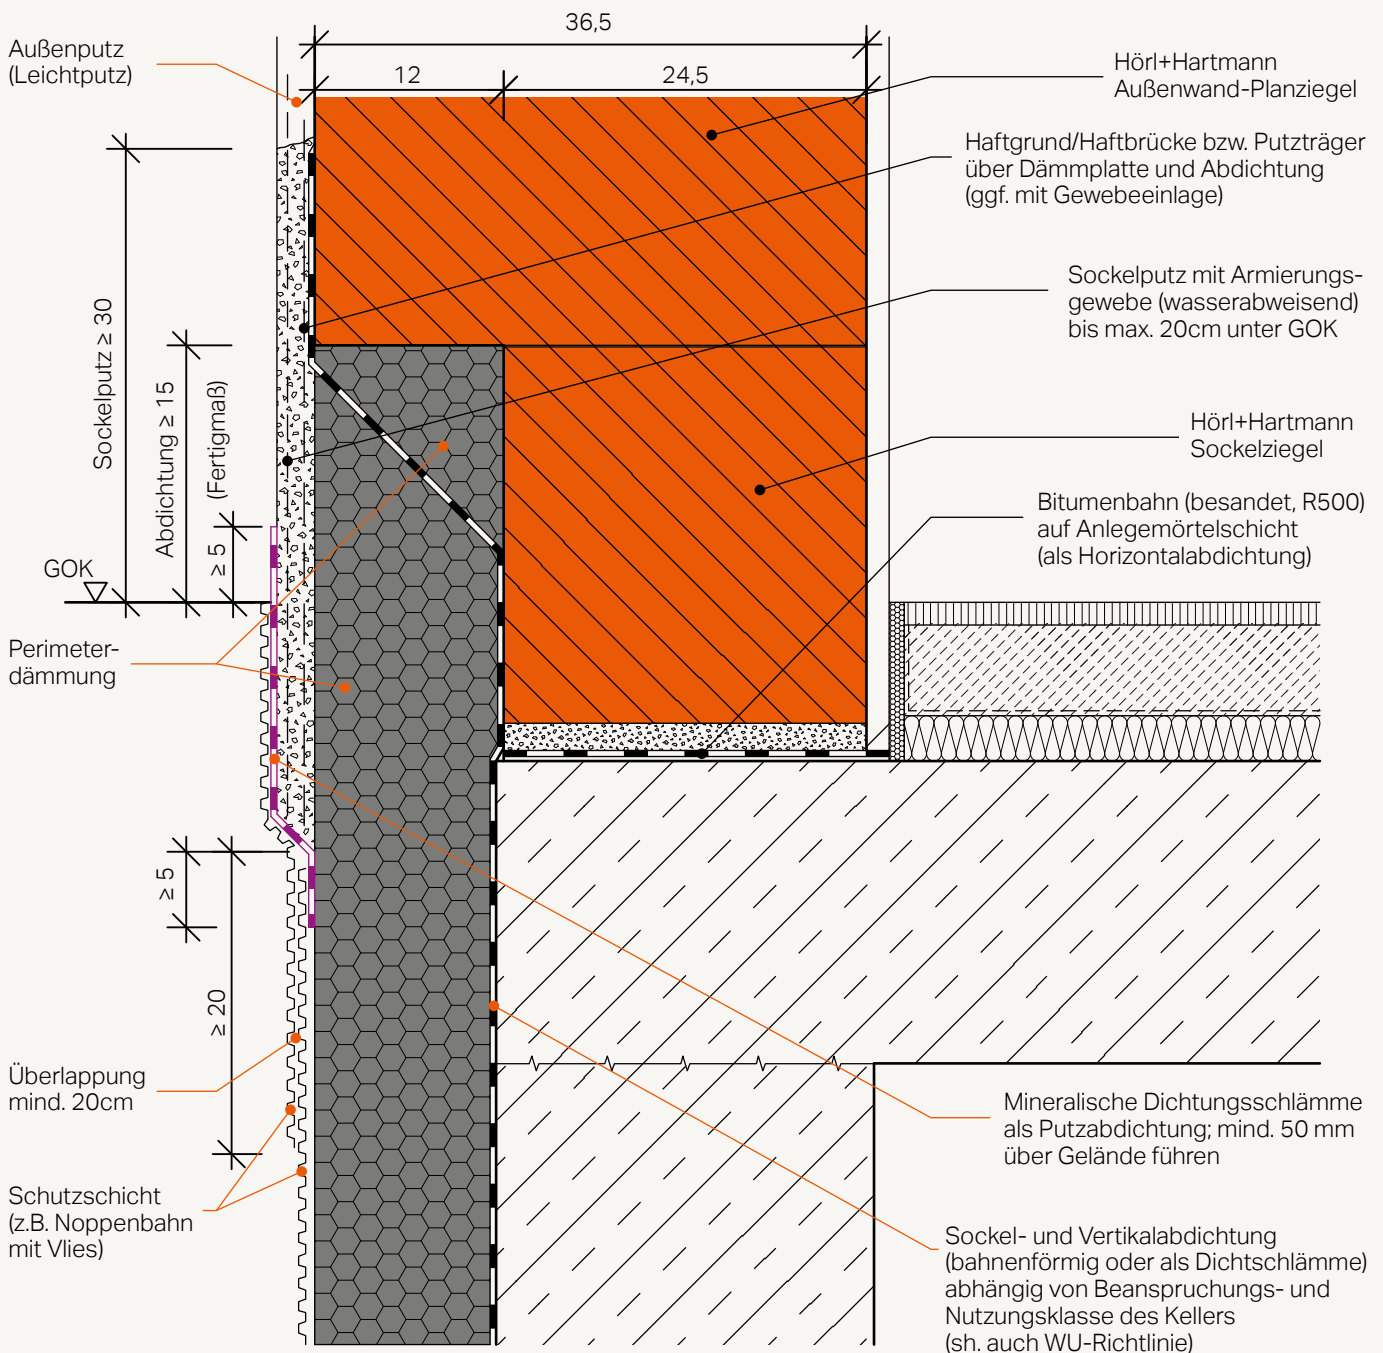 36,5
12
24,5
Außenputz
(Leichtputz)
Hörl+Hartmann
Außenwand-Planziegel
Haftgrund/Haftbrücke bzw. Putzträger
über Dämmplatte und Abdichtung
(ggf. mit Gewebeeinlage)
Sockelputz mit Armierungs-
gewebe (wasserabweisend)
bis max. 20cm unter GOK
Hörl+Hartmann
Sockelziegel
Bitumenbahn (besandet, R500)
auf Anlegemörtelschicht
(als Horizontalabdichtung)
Sockelputz ≥ 30
Abdichtung ≥ 15
(Fertigmaß)
≥ 5
GOK
Perimeter-
dämmung
≥ 5
≥ 20
Überlappung
mind. 20cm
Schutzschicht
(z.B. Noppenbahn
mit Vlies)
Mineralische Dichtungsschlämme
als Putzabdichtung; mind. 50 mm
über Gelände führen
Sockel- und Vertikalabdichtung
(bahnenförmig oder als Dichtschlämme)
abhängig von Beanspruchungs- und
Nutzungsklasse des Kellers
(sh. auch WU-Richtlinie)